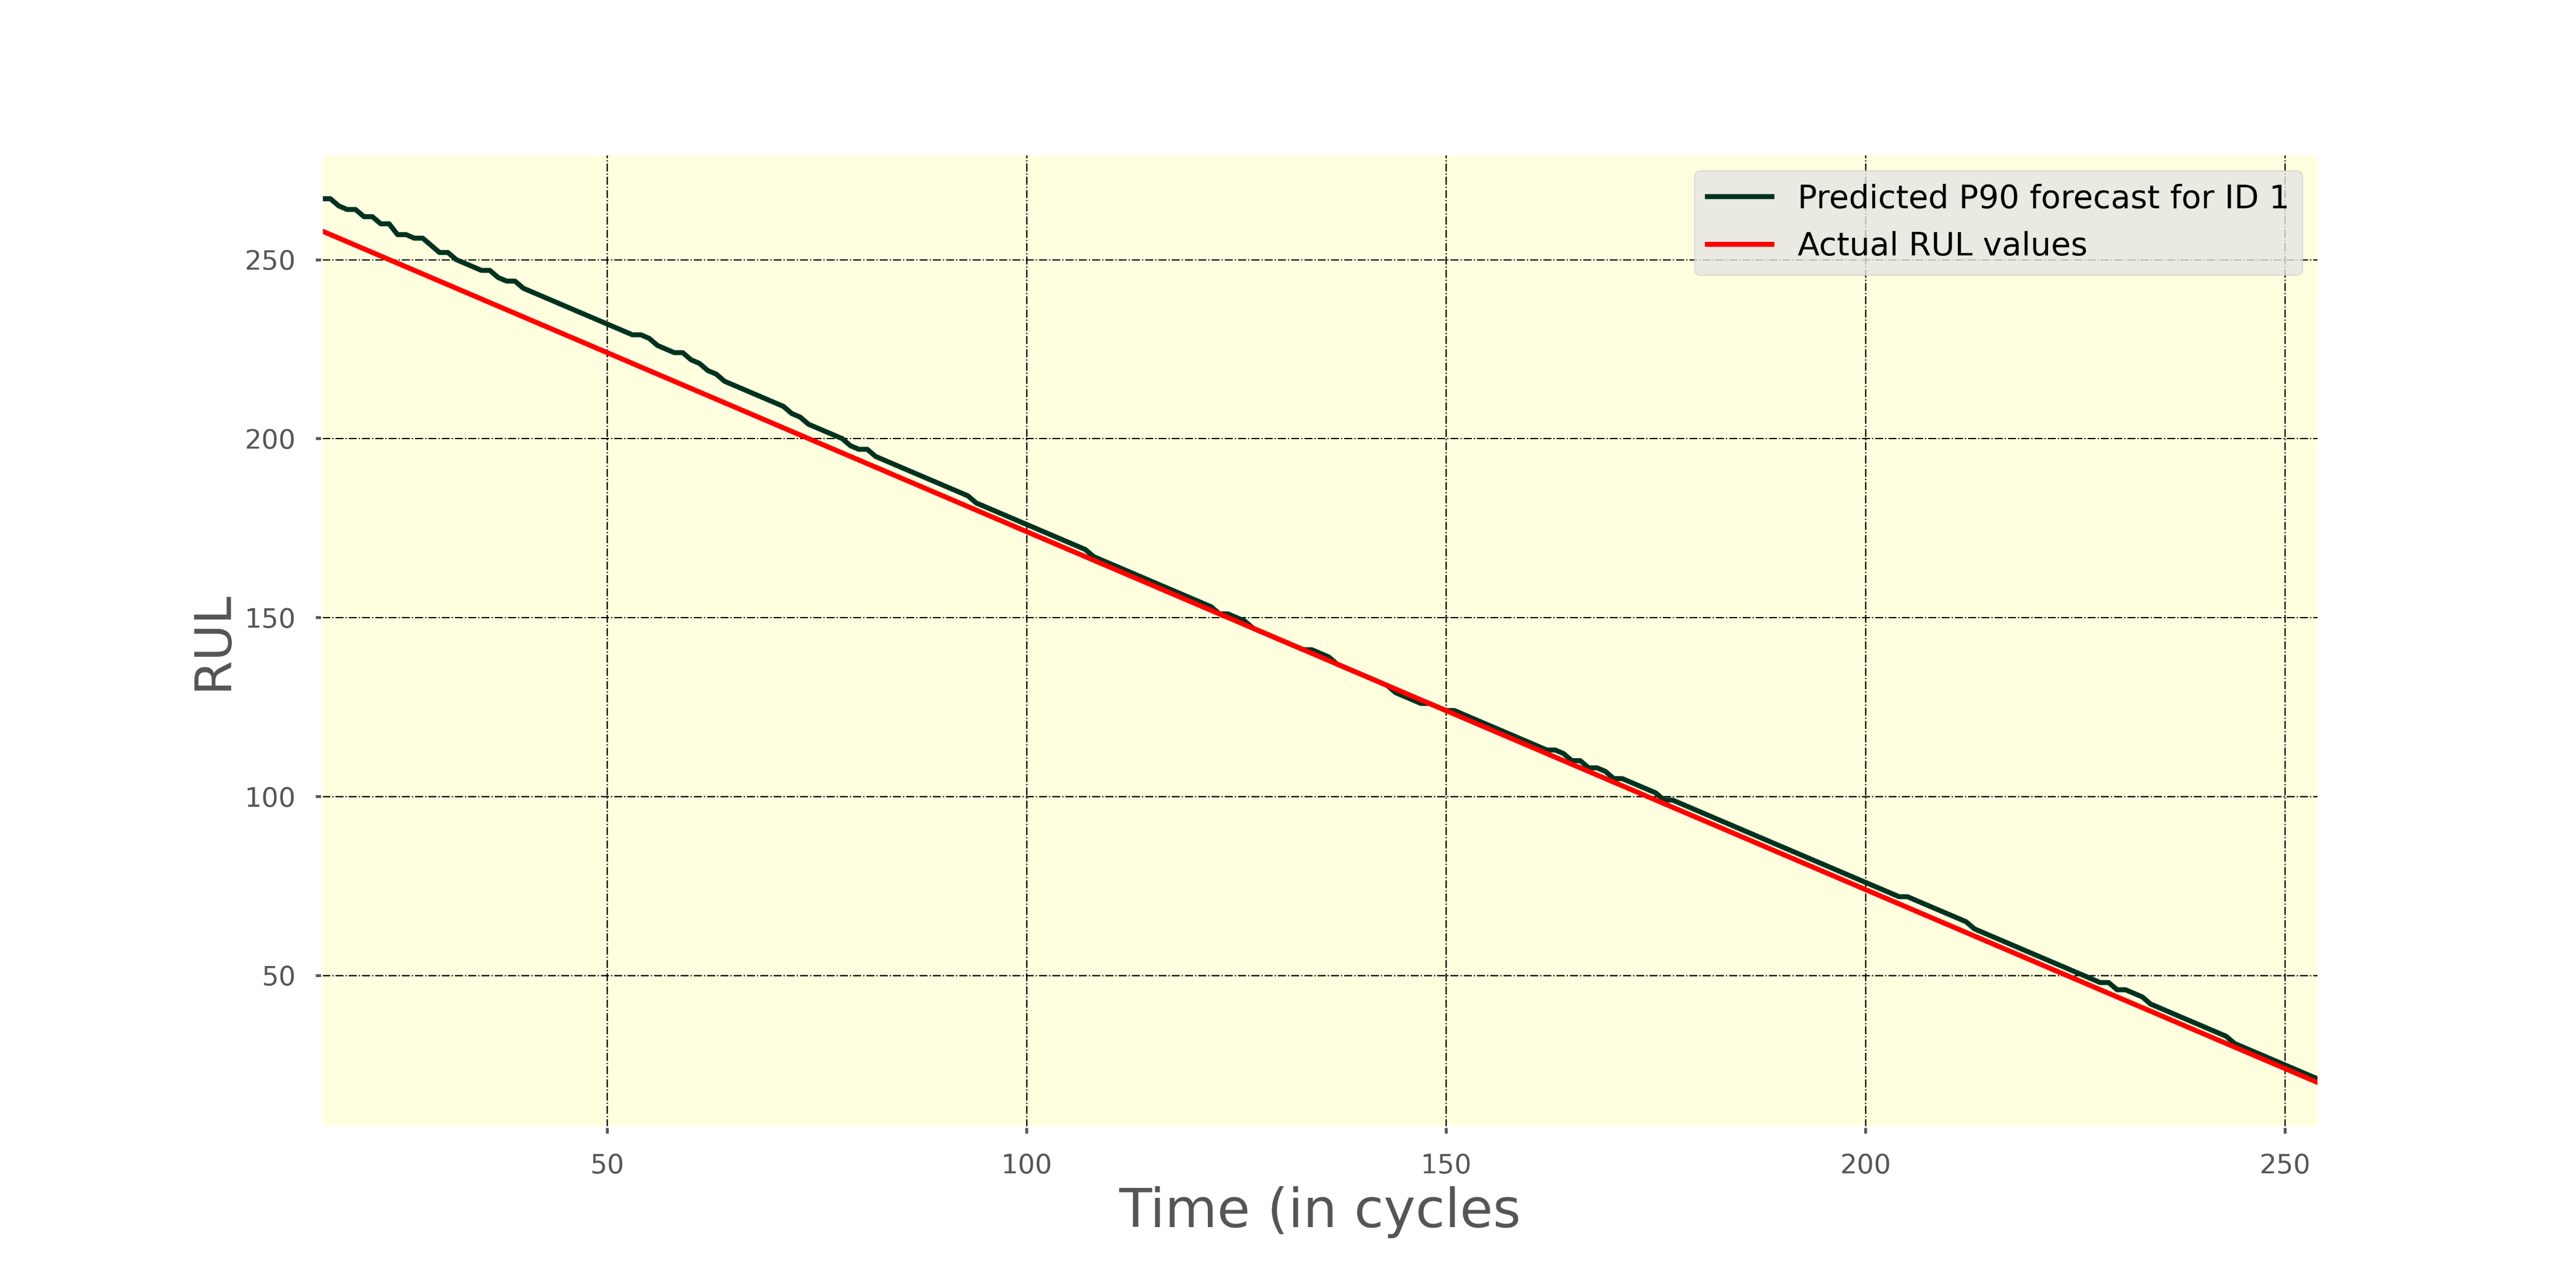 Predicted P90 forecast for ID 1
Actual RUL values
250
200
150
100
50
RUL
50 100 150 200 250
Time (in cycles